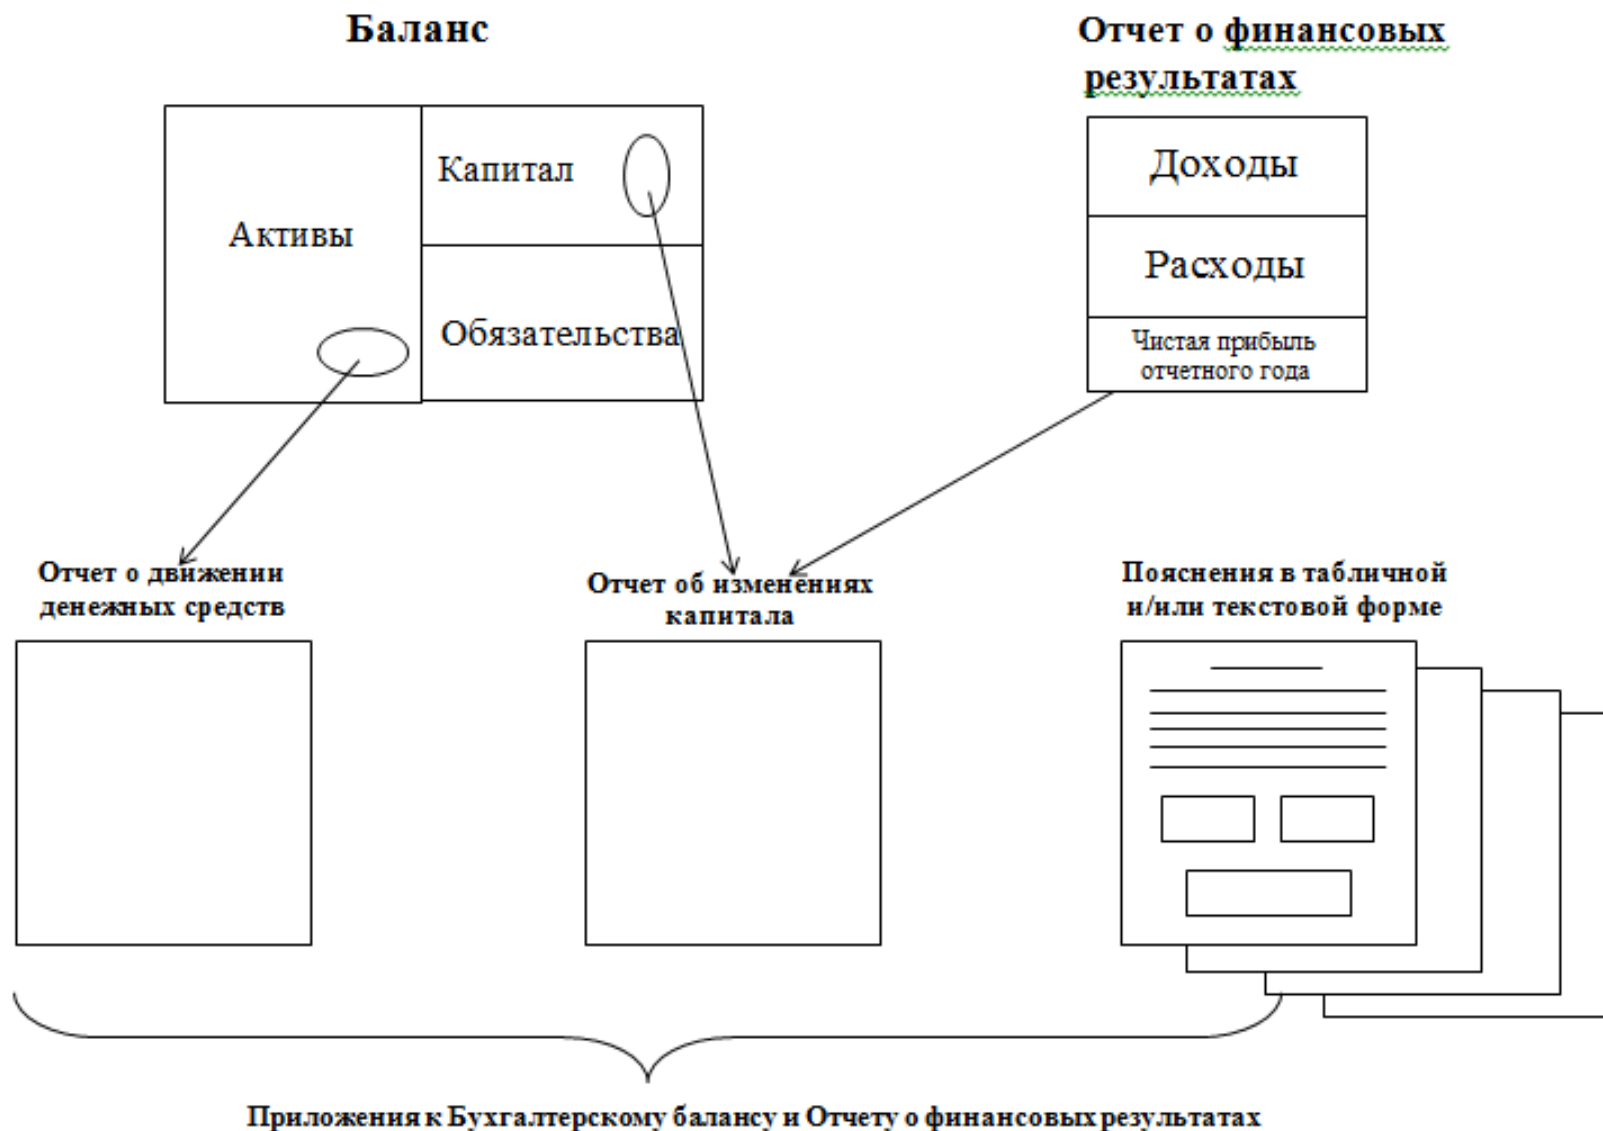 Баланс
Отчет о финансовых
результатах
Активы
Капитал
Обязательства
Доходы
Расходы
Чистая прибыль
отчетного года
Отчет о движении
денежных средств
Отчет об изменениях
капитала
Пояснения в табличной
и/или текстовой форме
Приложения к Бухгалтерскому балансу и Отчету о финансовых результатах